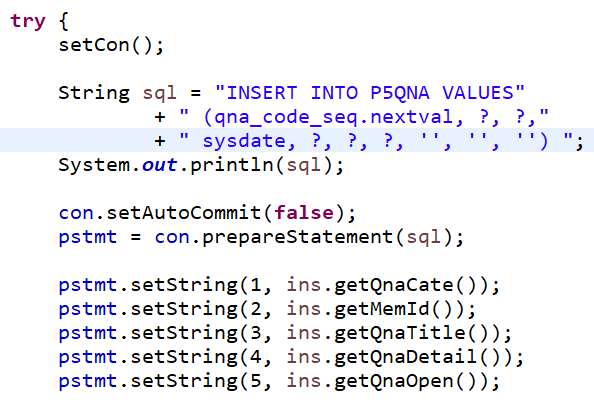 try {
    setCon();
    String sql = "INSERT INTO P5QNA VALUES"
            + " (qna_code_seq.nextval, ?, ?,"
            + " sysdate, ?, ?, ?, '', '', '') ";
    System.out.println(sql);
    con.setAutoCommit(false);
    pstmt = con.prepareStatement(sql);
    pstmt.setString(1, ins.getQnaCate());
    pstmt.setString(2, ins.getMemId());
    pstmt.setString(3, ins.getQnaTitle());
    pstmt.setString(4, ins.getQnaDetail());
    pstmt.setString(5, ins.getQnaOpen());